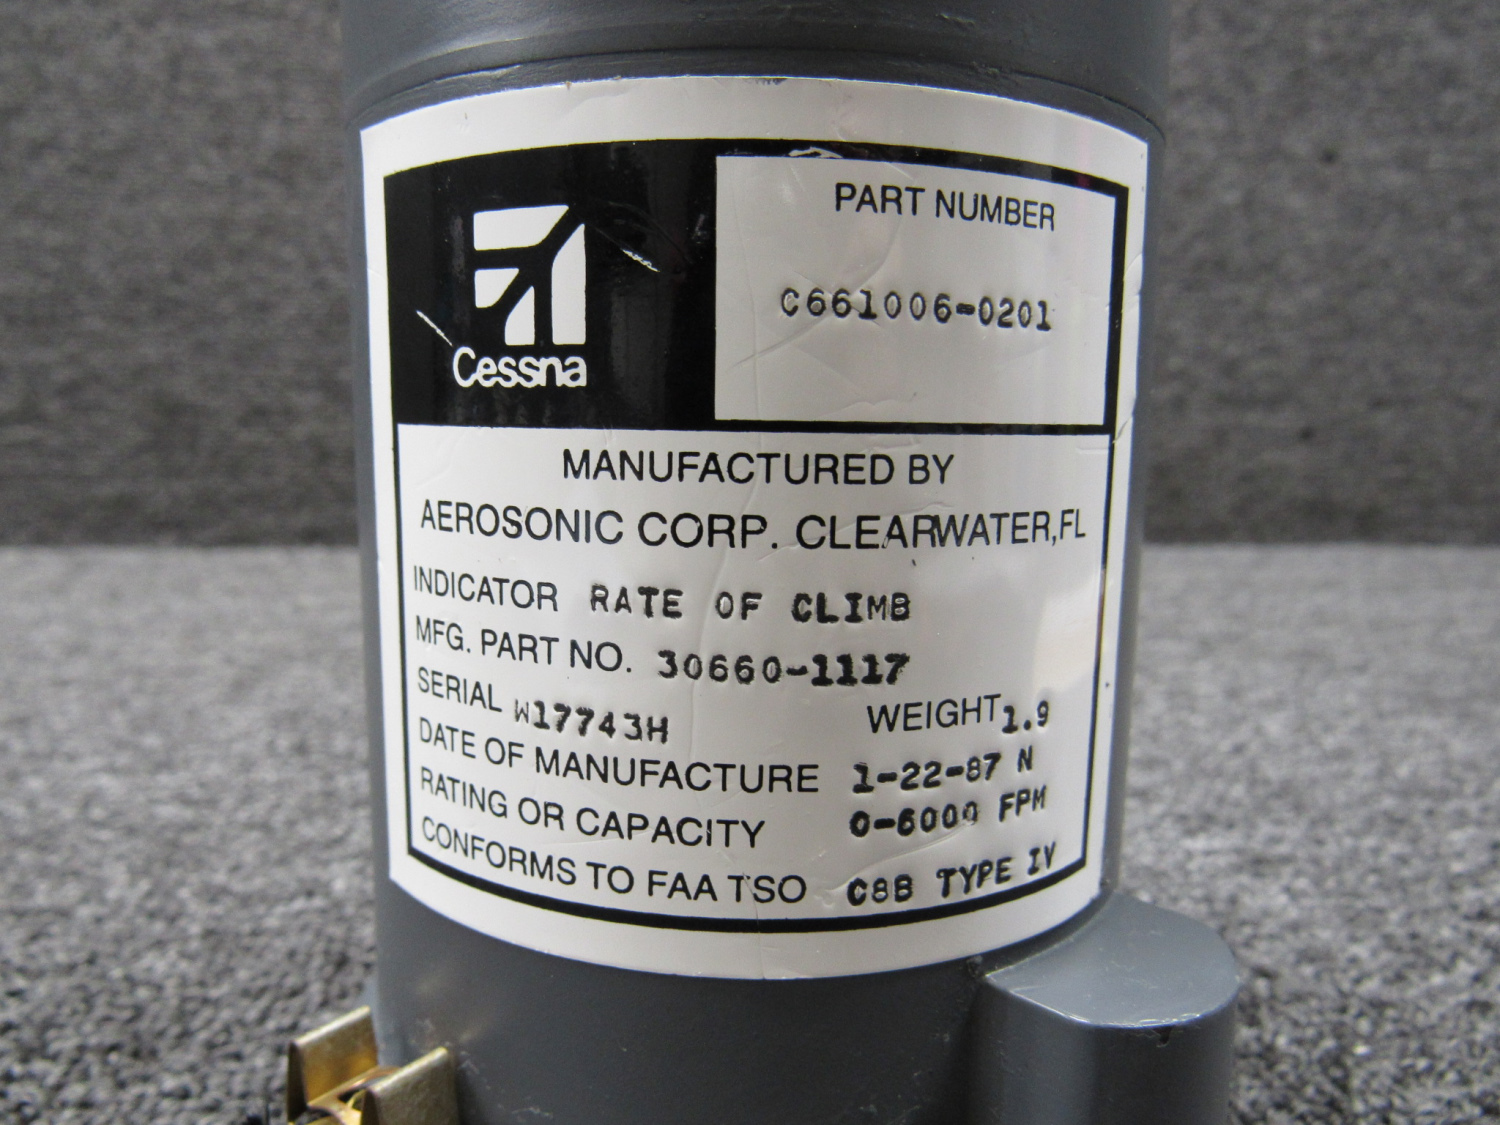 Cessna
PART NUMBER
C661006-0201
MANUFACTURED BY
AEROSONIC CORP. CLEARWATER, FL
INDICATOR RATE OF CLIMB
MFG. PART NO. 30660-1117
SERIAL W17743H WEIGHT 1.9
DATE OF MANUFACTURE 1-22-87 N
RATING OR CAPACITY 0-6000 FPM
CONFORMS TO FAA TSO C8B TYPE IV